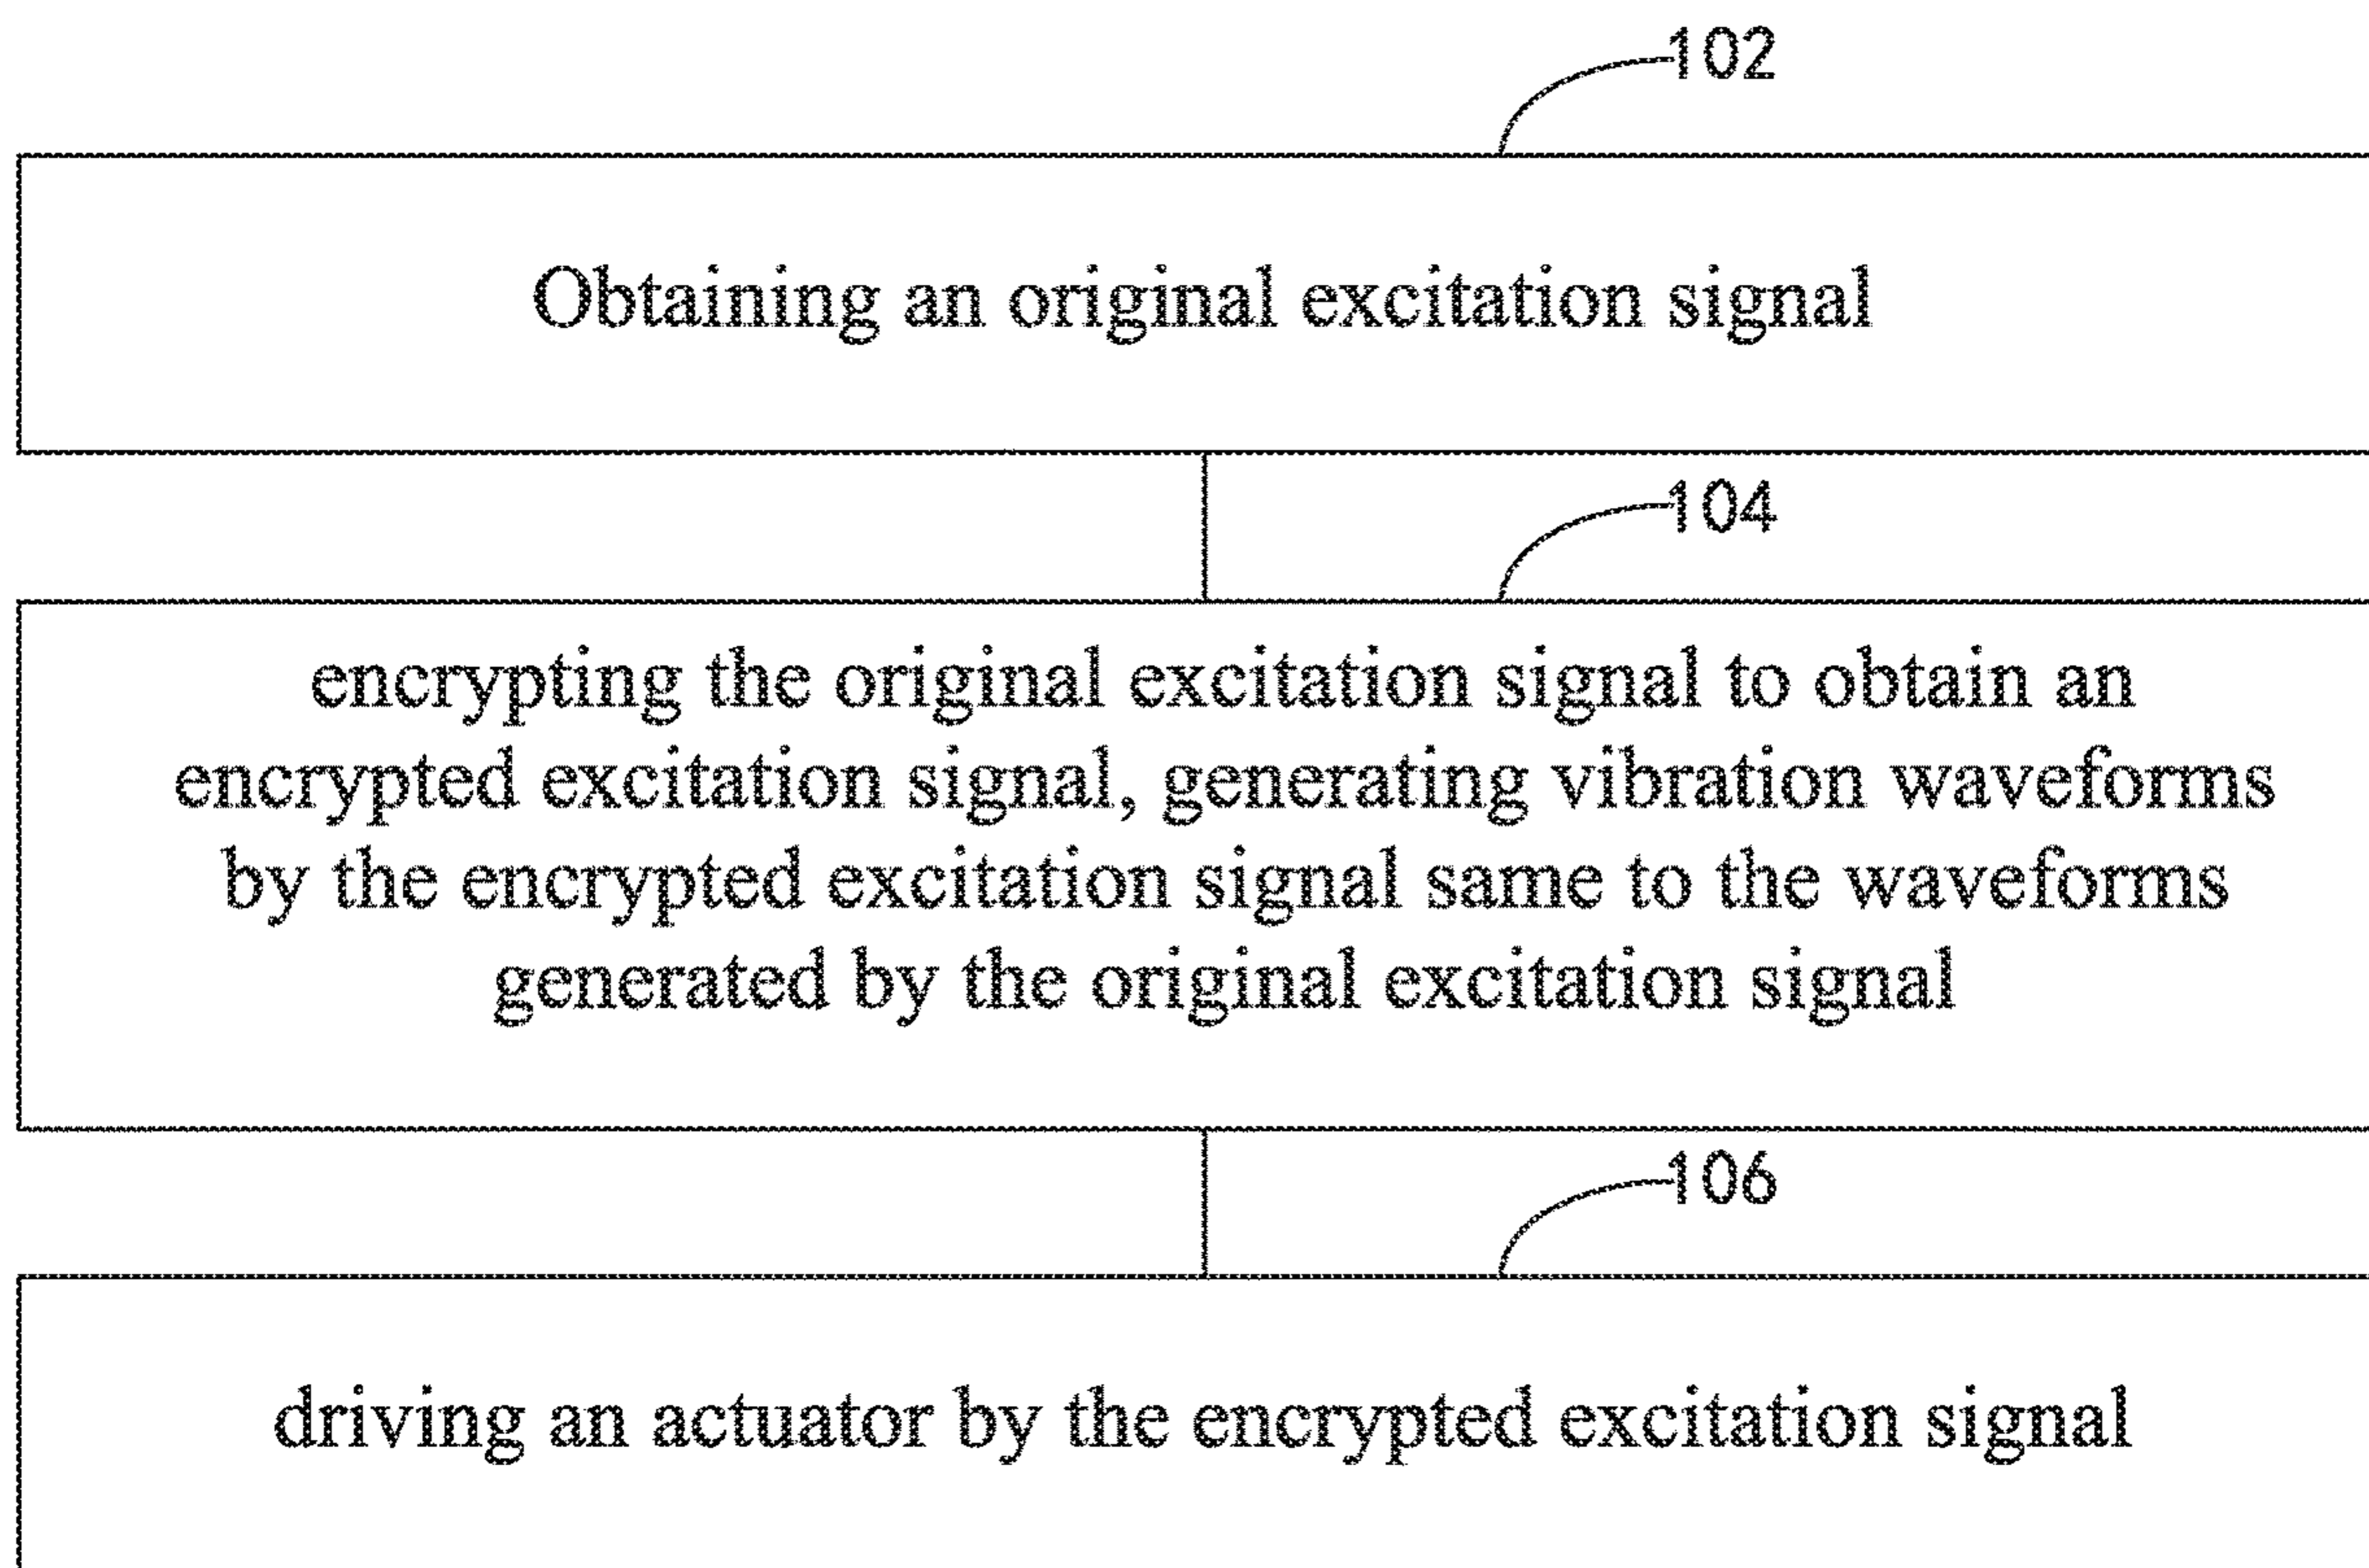 102
Obtaining an original excitation signal
104
encrypting the original excitation signal to obtain an
encrypted excitation signal, generating vibration waveforms
by the encrypted excitation signal same to the waveforms
generated by the original excitation signal
106
driving an actuator by the encrypted excitation signal